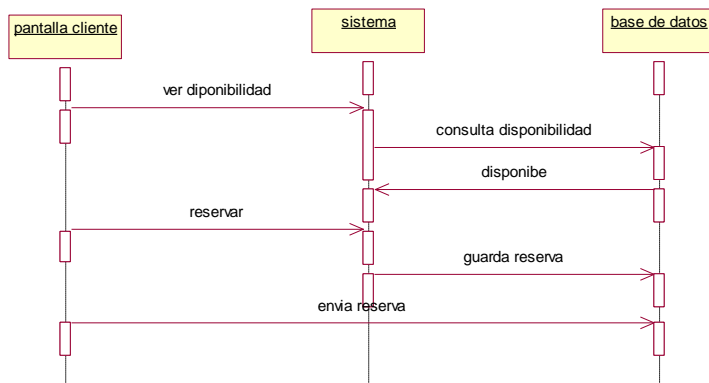 pantalla cliente
sistema
base de datos
ver diponibilidad
consulta disponibilidad
disponibe
reservar
guarda reserva
envia reserva